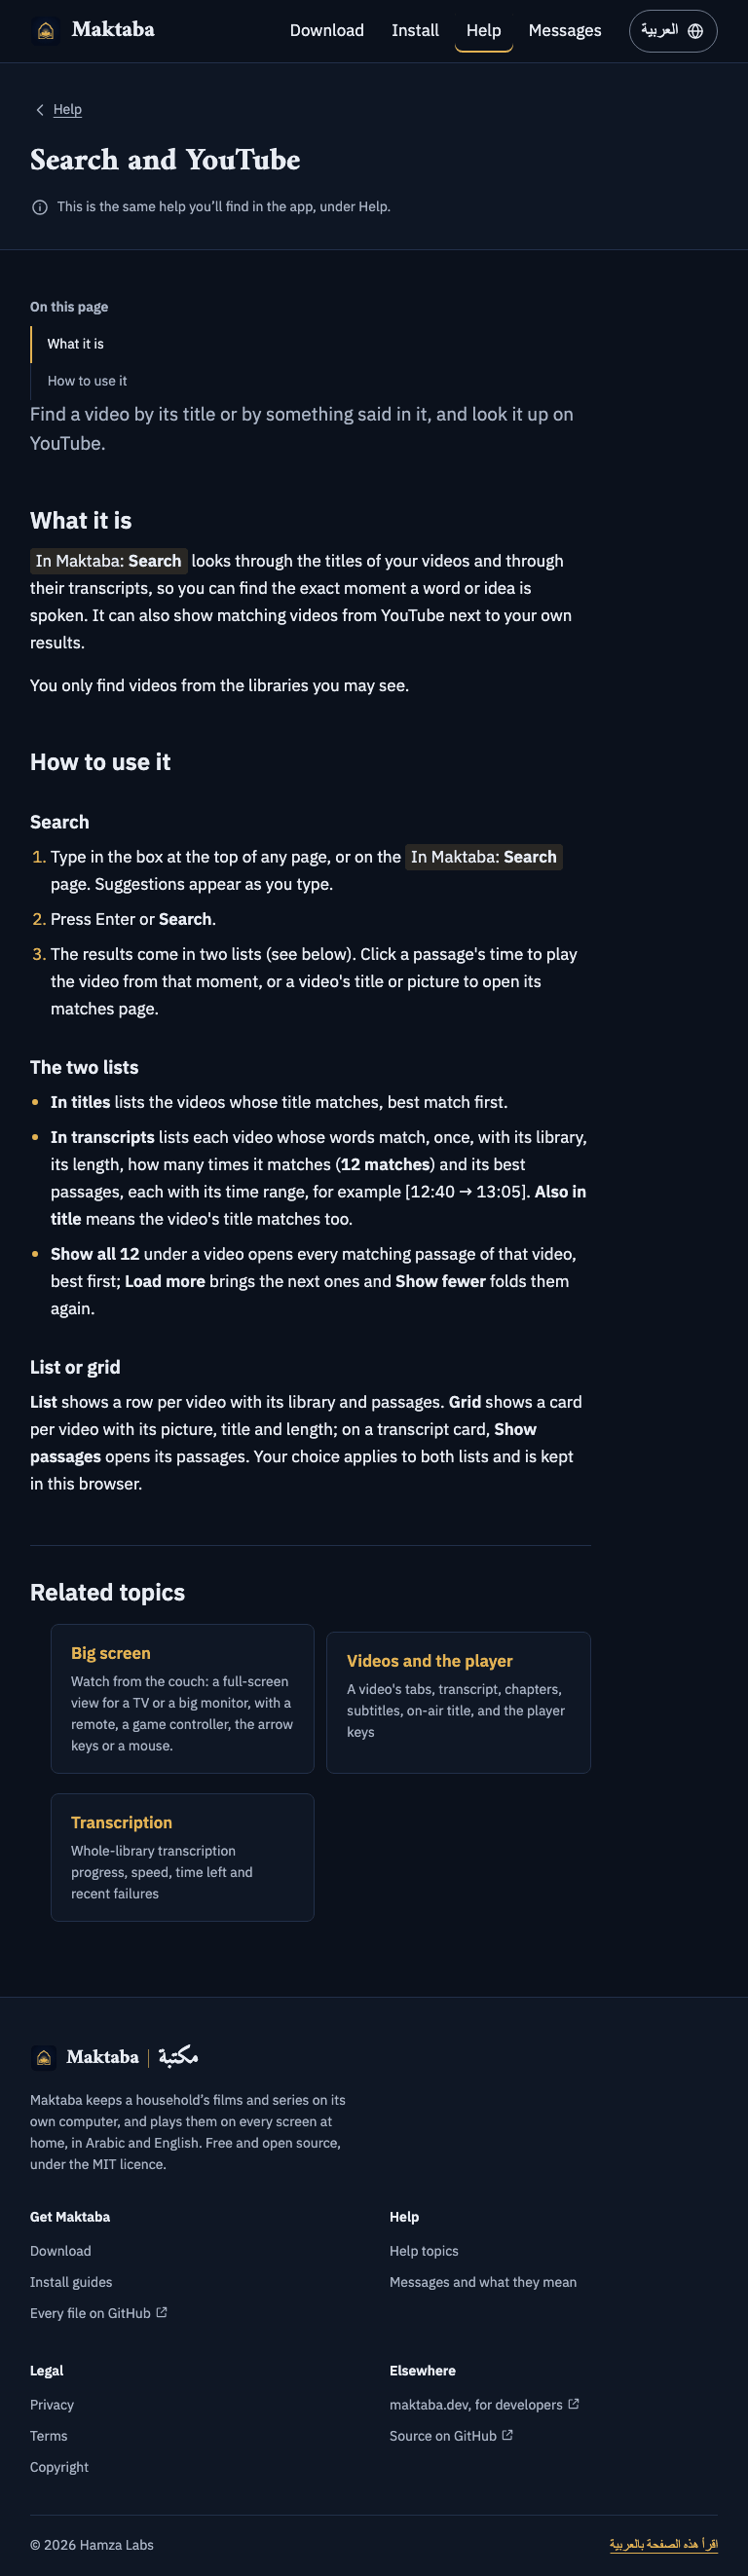 Maktaba
Download
Install
Help
Messages
العربية
Help
Search and YouTube
This is the same help you’ll find in the app, under Help.
On this page
What it is
How to use it
Find a video by its title or by something said in it, and look it up on
YouTube.
What it is
In Maktaba: Search looks through the titles of your videos and through
their transcripts, so you can find the exact moment a word or idea is
spoken. It can also show matching videos from YouTube next to your own
results.
You only find videos from the libraries you may see.
How to use it
Search
1. Type in the box at the top of any page, or on the In Maktaba: Search
page. Suggestions appear as you type.
2. Press Enter or Search.
3. The results come in two lists (see below). Click a passage's time to play
the video from that moment, or a video's title or picture to open its
matches page.
The two lists
• In titles lists the videos whose title matches, best match first.
• In transcripts lists each video whose words match, once, with its library,
its length, how many times it matches (12 matches) and its best
passages, each with its time range, for example [12:40 → 13:05]. Also in
title means the video's title matches too.
• Show all 12 under a video opens every matching passage of that video,
best first; Load more brings the next ones and Show fewer folds them
again.
List or grid
List shows a row per video with its library and passages. Grid shows a card
per video with its picture, title and length; on a transcript card, Show
passages opens its passages. Your choice applies to both lists and is kept
in this browser.
Related topics
Big screen
Watch from the couch: a full-screen
view for a TV or a big monitor, with a
remote, a game controller, the arrow
keys or a mouse.
Videos and the player
A video's tabs, transcript, chapters,
subtitles, on-air title, and the player
keys
Transcription
Whole-library transcription
progress, speed, time left and
recent failures
Maktaba | مكتبة
Maktaba keeps a household’s films and series on its
own computer, and plays them on every screen at
home, in Arabic and English. Free and open source,
under the MIT licence.
Get Maktaba
Download
Install guides
Every file on GitHub
Help
Help topics
Messages and what they mean
Legal
Privacy
Terms
Copyright
Elsewhere
maktaba.dev, for developers
Source on GitHub
© 2026 Hamza Labs
اقرأ هذه الصفحة بالعربية